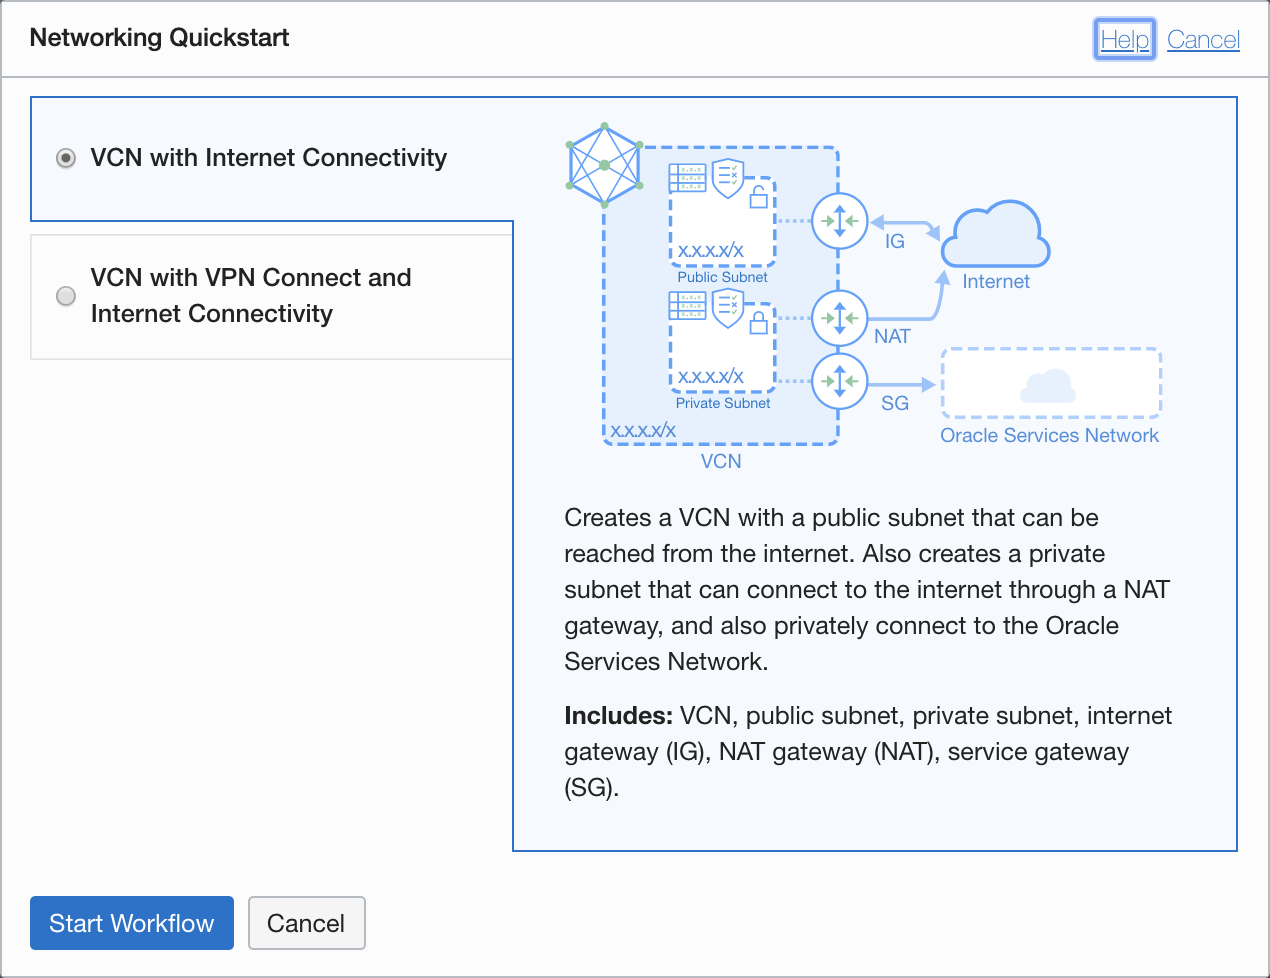 Networking Quickstart
Help Cancel
VCN with Internet Connectivity
VCN with VPN Connect and
Internet Connectivity
x.x.x
x.x.x
x.x.x
x.x.x.x/x
Public Subnet
x.x.x
x.x.x
x.x.x
x.x.x.x/x
Private Subnet
x.x.x.x/x
VCN
IG
Internet
NAT
SG
Oracle Services Network
Creates a VCN with a public subnet that can be
reached from the internet. Also creates a private
subnet that can connect to the internet through a NAT
gateway, and also privately connect to the Oracle
Services Network.
Includes: VCN, public subnet, private subnet, internet
gateway (IG), NAT gateway (NAT), service gateway
(SG).
Start Workflow
Cancel